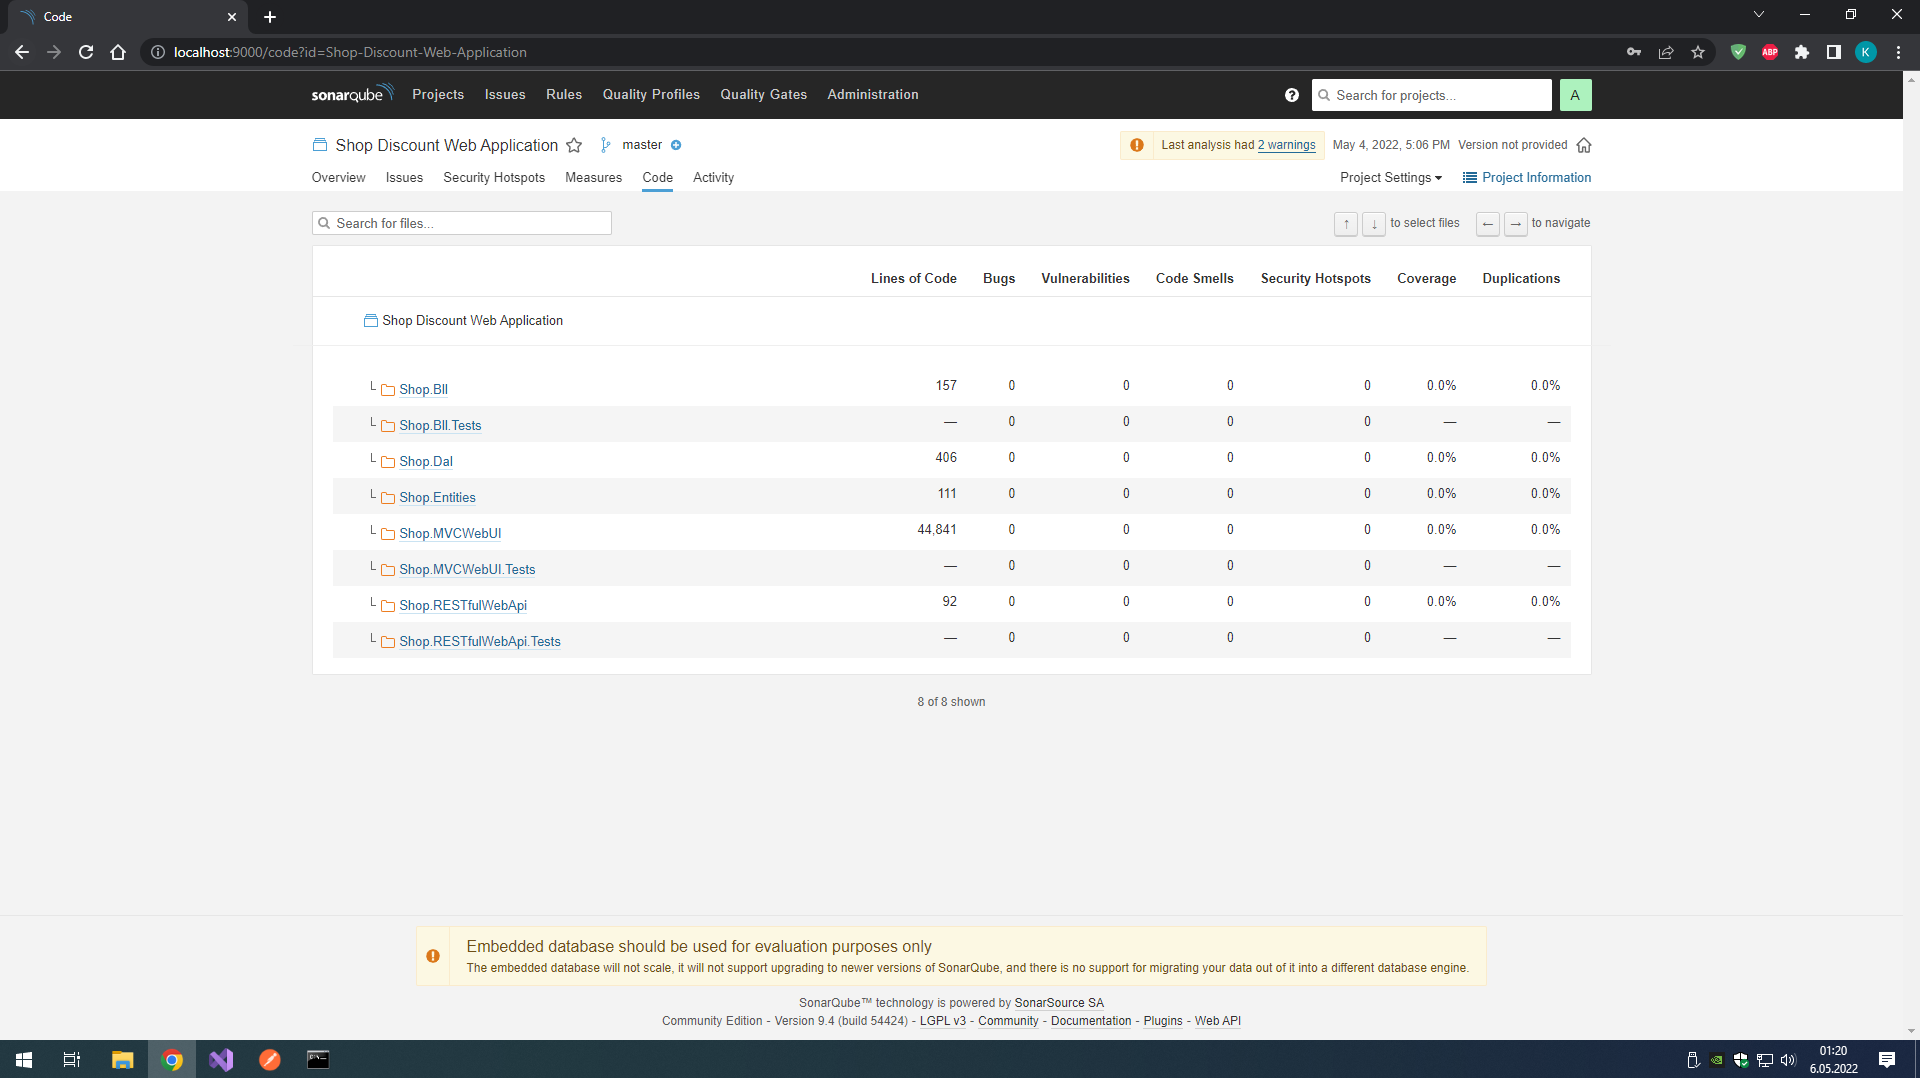 Code
localhost:9000/code?id=Shop-Discount-Web-Application
ABP
K
sonarqube Projects Issues Rules Quality Profiles Quality Gates Administration
? Search for projects... A
Shop Discount Web Application master
Last analysis had 2 warnings May 4, 2022, 5:06 PM Version not provided
Overview Issues Security Hotspots Measures Code Activity Project Settings Project Information
Search for files... ↑ ↓ to select files ← → to navigate
Lines of Code Bugs Vulnerabilities Code Smells Security Hotspots Coverage Duplications
Shop Discount Web Application
Shop.Bll 157 0 0 0 0 0.0% 0.0%
Shop.Bll.Tests — 0 0 0 0 — —
Shop.Dal 406 0 0 0 0 0.0% 0.0%
Shop.Entities 111 0 0 0 0 0.0% 0.0%
Shop.MVCWebUI 44,841 0 0 0 0 0.0% 0.0%
Shop.MVCWebUI.Tests — 0 0 0 0 — —
Shop.RESTfulWebApi 92 0 0 0 0 0.0% 0.0%
Shop.RESTfulWebApi.Tests — 0 0 0 0 — —
8 of 8 shown
Embedded database should be used for evaluation purposes only
The embedded database will not scale, it will not support upgrading to newer versions of SonarQube, and there is no support for migrating your data out of it into a different database engine.
SonarQube™ technology is powered by SonarSource SA
Community Edition - Version 9.4 (build 54424) - LGPL v3 - Community - Documentation - Plugins - Web API
01:20
6.05.2022